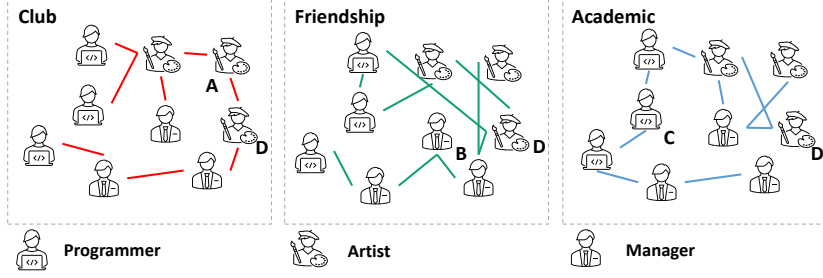 Club
Friendship
Academic
A
D
B
D
C
D
Programmer
Artist
Manager